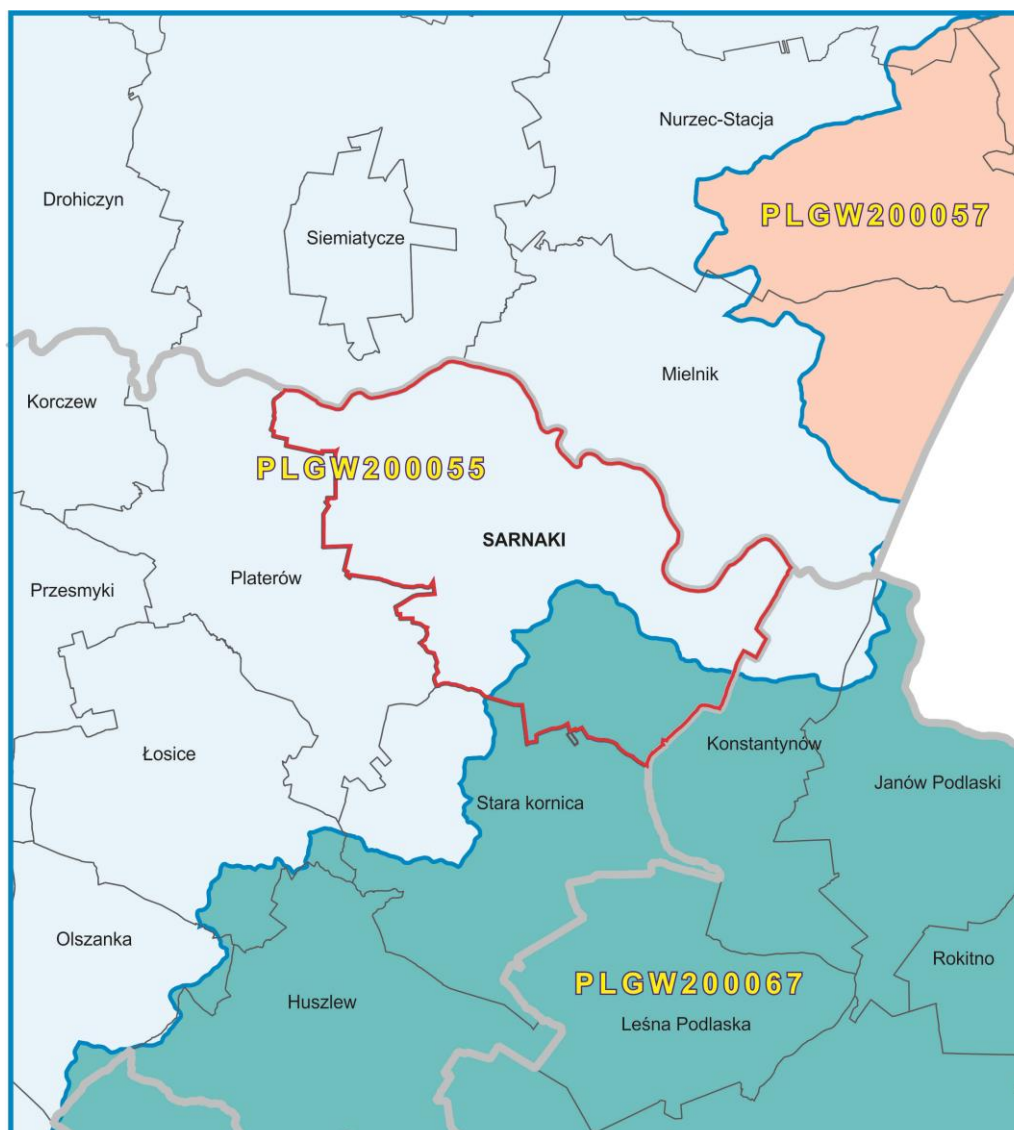 Nurzec-Stacja
Drohiczyn
PLGW200057
Siemiatycze
Mielnik
Korczew
PLGW200055
SARNAKI
Przesmyki
Platerów
Konstantynów
Łosice
Janów Podlaski
Stara kornica
Olszanka
Rokitno
PLGW200067
Huszlew
Leśna Podlaska